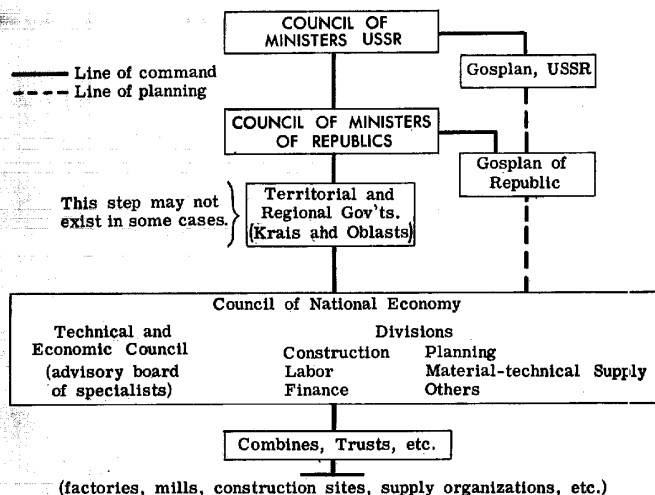 COUNCIL OF
MINISTERS USSR
Line of command
Line of planning
Gosplan, USSR
COUNCIL OF MINISTERS
OF REPUBLICS
Gosplan of
Republic
This step may not
exist in some cases.
Territorial and
Regional Gov'ts.
(Krais and Oblasts)
Council of National Economy
Technical and
Economic Council
(advisory board
of specialists)
Divisions
Construction Planning
Labor Material-technical Supply
Finance Others
Combines, Trusts, etc.
(factories, mills, construction sites, supply organizations, etc.)